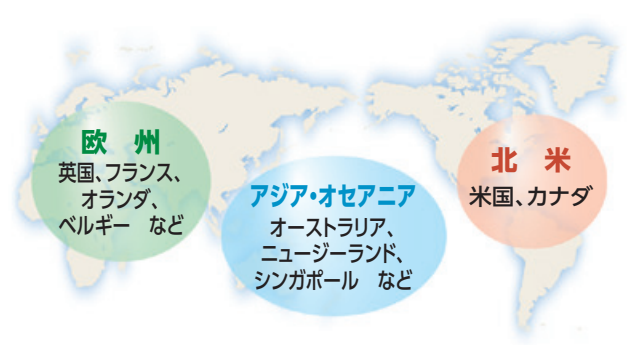 欧　州
英国、フランス、
オランダ、
ベルギー　など
アジア・オセアニア
オーストラリア、
ニュージーランド、
シンガポール　など
北　米
米国、カナダ